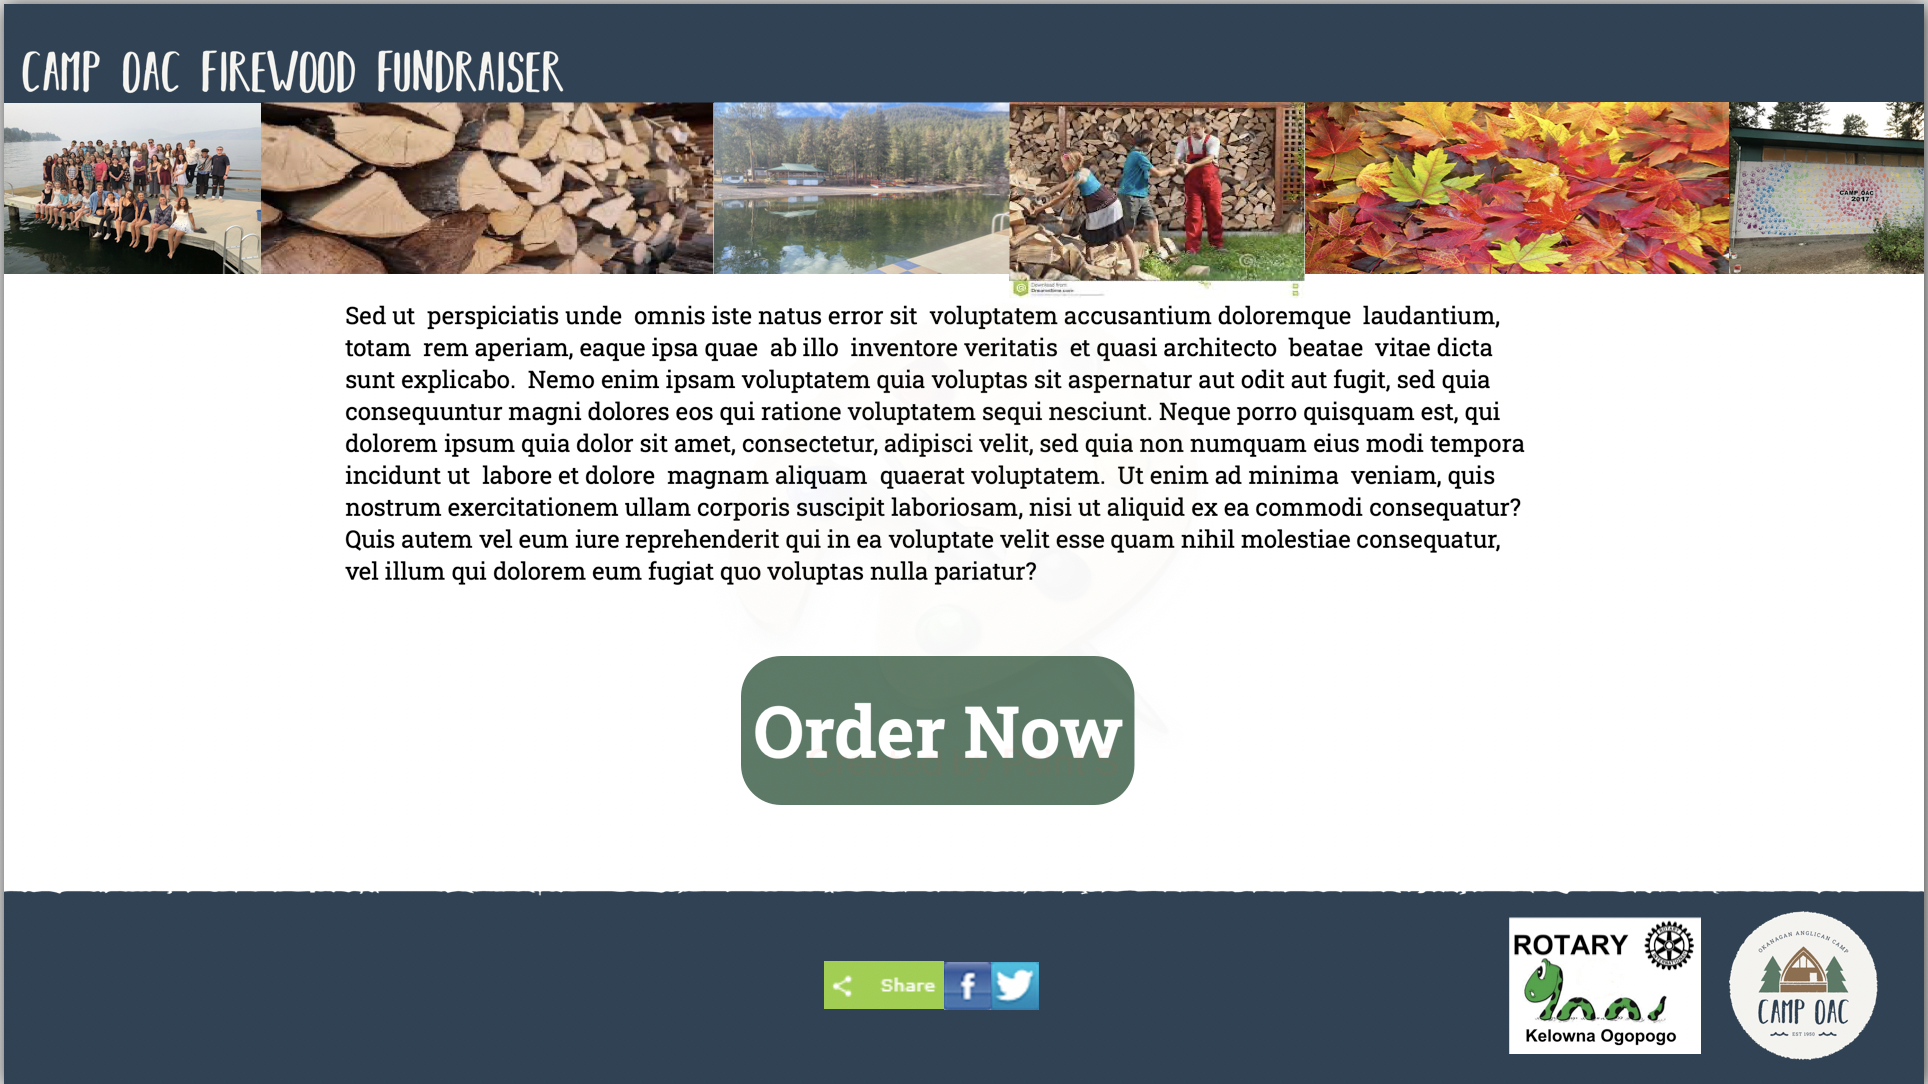 CAMP OAC FIREWOOD FUNDRAISER
CAMP OAC
2017
Download from
Dreamstime.com
Sed ut perspiciatis unde omnis iste natus error sit voluptatem accusantium doloremque laudantium,
totam rem aperiam, eaque ipsa quae ab illo inventore veritatis et quasi architecto beatae vitae dicta
sunt explicabo. Nemo enim ipsam voluptatem quia voluptas sit aspernatur aut odit aut fugit, sed quia
consequuntur magni dolores eos qui ratione voluptatem sequi nesciunt. Neque porro quisquam est, qui
dolorem ipsum quia dolor sit amet, consectetur, adipisci velit, sed quia non numquam eius modi tempora
incidunt ut labore et dolore magnam aliquam quaerat voluptatem. Ut enim ad minima veniam, quis
nostrum exercitationem ullam corporis suscipit laboriosam, nisi ut aliquid ex ea commodi consequatur?
Quis autem vel eum iure reprehenderit qui in ea voluptate velit esse quam nihil molestiae consequatur,
vel illum qui dolorem eum fugiat quo voluptas nulla pariatur?
Order Now
Share
ROTARY
Kelowna Ogopogo
OKANAGAN ANGLICAN CAMP
CAMP OAC
EST 1950